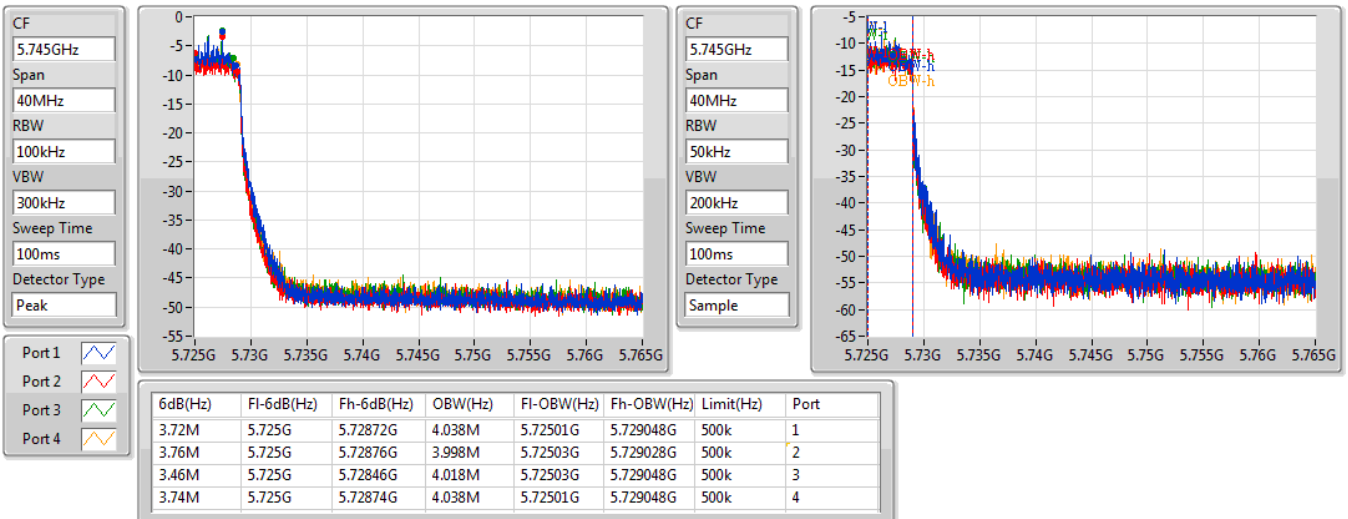 CF
5.745GHz
Span
40MHz
RBW
100kHz
VBW
300kHz
Sweep Time
100ms
Detector Type
Peak
0
-5
-10
-15
-20
-25
-30
-35
-40
-45
-50
-55
5.725G 5.73G 5.735G 5.74G 5.745G 5.75G 5.755G 5.76G 5.765G
CF
5.745GHz
Span
40MHz
RBW
50kHz
VBW
200kHz
Sweep Time
100ms
Detector Type
Sample
-5
-10
-15
-20
-25
-30
-35
-40
-45
-50
-55
-60
-65
OBW-h
5.725G 5.73G 5.735G 5.74G 5.745G 5.75G 5.755G 5.76G 5.765G
Port 1
Port 2
Port 3
Port 4
6dB(Hz) Fl-6dB(Hz) Fh-6dB(Hz) OBW(Hz) Fl-OBW(Hz) Fh-OBW(Hz) Limit(Hz) Port
3.72M 5.725G 5.72872G 4.038M 5.72501G 5.729048G 500k 1
3.76M 5.725G 5.72876G 3.998M 5.72503G 5.729028G 500k 2
3.46M 5.725G 5.72846G 4.018M 5.72503G 5.729048G 500k 3
3.74M 5.725G 5.72874G 4.038M 5.72501G 5.729048G 500k 4